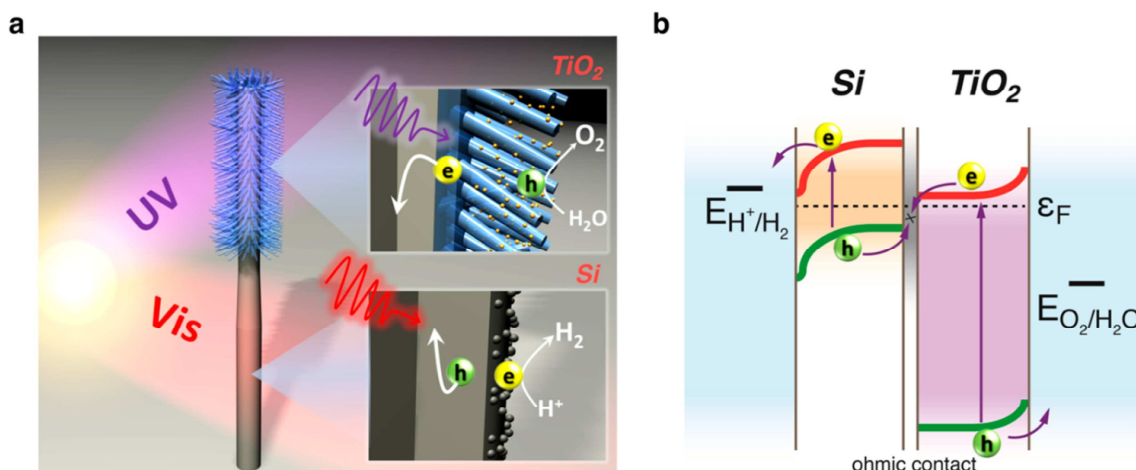 a
TiO2
UV
e
h
O2
H2O
Vis
Si
h
e
H2
H+
b
Si
TiO2
e
e
EH+/H2
εF
h
EO2/H2O
h
ohmic contact